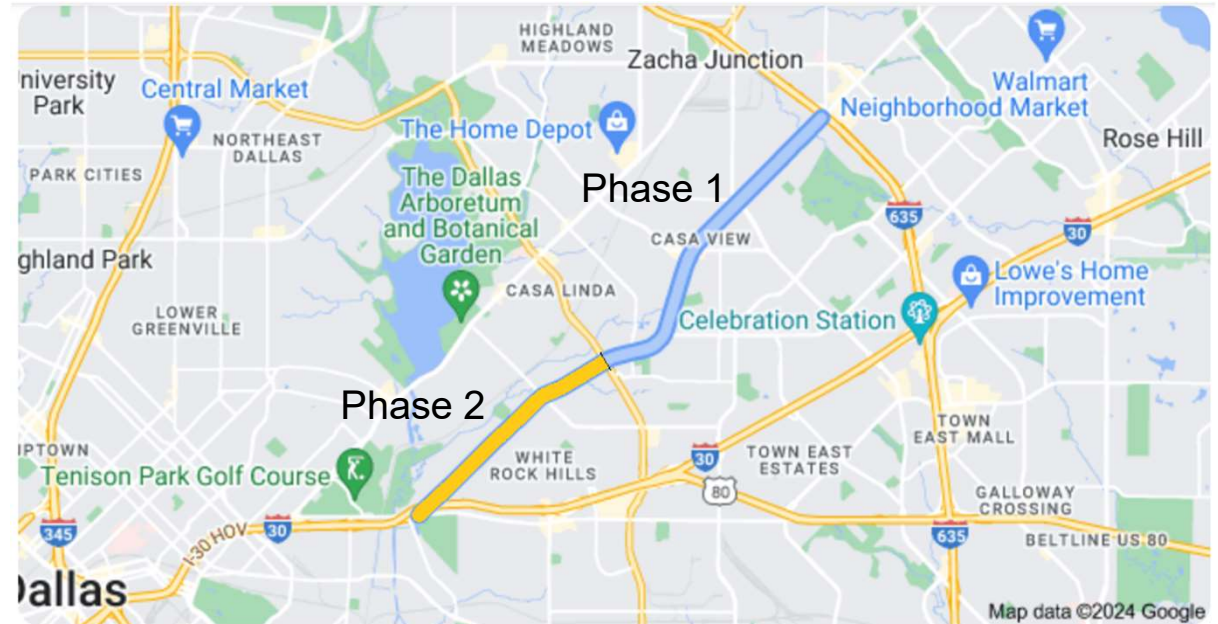 HIGHLAND
MEADOWS
Zacha Junction
niversity
Park
Central Market
Walmart
Neighborhood Market
The Home Depot
NORTHEAST
DALLAS
Rose Hill
PARK CITIES
The Dallas
Arboretum
and Botanical
Garden
Phase 1
635
30
CASA VIEW
ghland Park
Lowe's Home
Improvement
CASA LINDA
LOWER
GREENVILLE
Celebration Station
Phase 2
TOWN
EAST MALL
IPTOWN
Tenison Park Golf Course
WHITE
ROCK HILLS
30
TOWN EAST
ESTATES
80
GALLOWAY
CROSSING
345
I-30 HOV
30
635
BELTLINE US 80
Dallas
Map data ©2024 Google